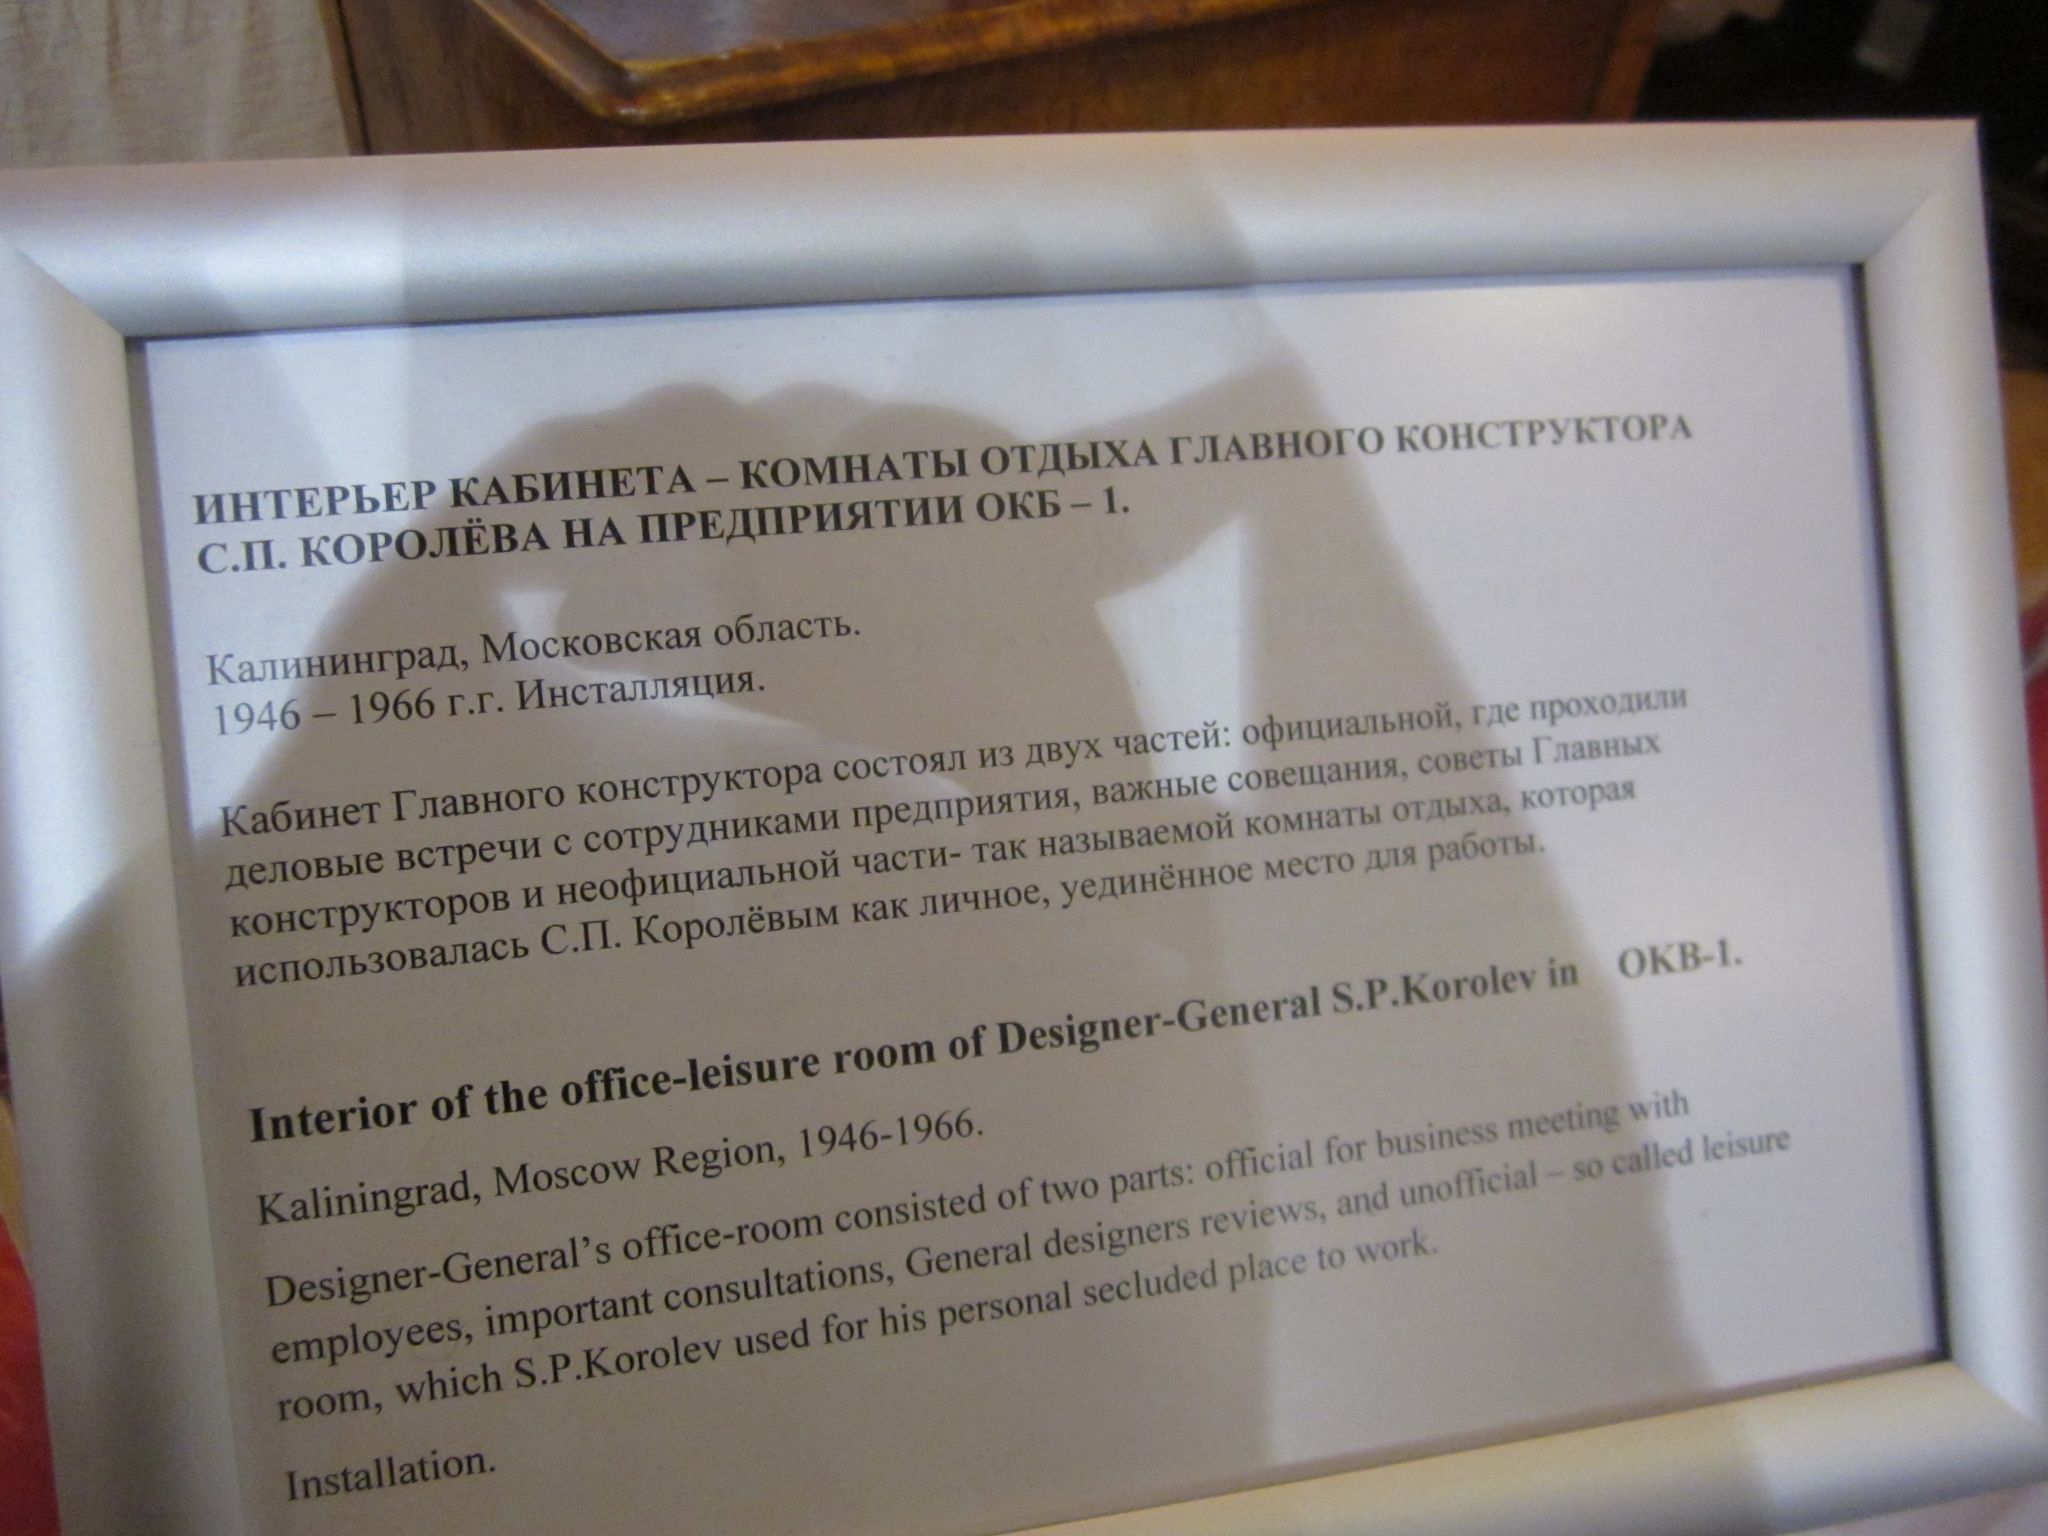 ИНТЕРЬЕР КАБИНЕТА – КОМНАТЫ ОТДЫХА ГЛАВНОГО КОНСТРУКТОРА
С.П. КОРОЛЁВА НА ПРЕДПРИЯТИИ ОКБ – 1.
Калининград, Московская область.
1946 – 1966 г.г. Инсталляция.
Кабинет Главного конструктора состоял из двух частей: официальной, где проходили
деловые встречи с сотрудниками предприятия, важные совещания, советы Главных
конструкторов и неофициальной части- так называемой комнаты отдыха, которая
использовалась С.П. Королёвым как личное, уединённое место для работы.
Interior of the office-leisure room of Designer-General S.P.Korolev in OKB-1.
Kaliningrad, Moscow Region, 1946-1966.
Designer-General’s office-room consisted of two parts: official for business meeting with
employees, important consultations, General designers reviews, and unofficial – so called leisure
room, which S.P.Korolev used for his personal secluded place to work.
Installation.